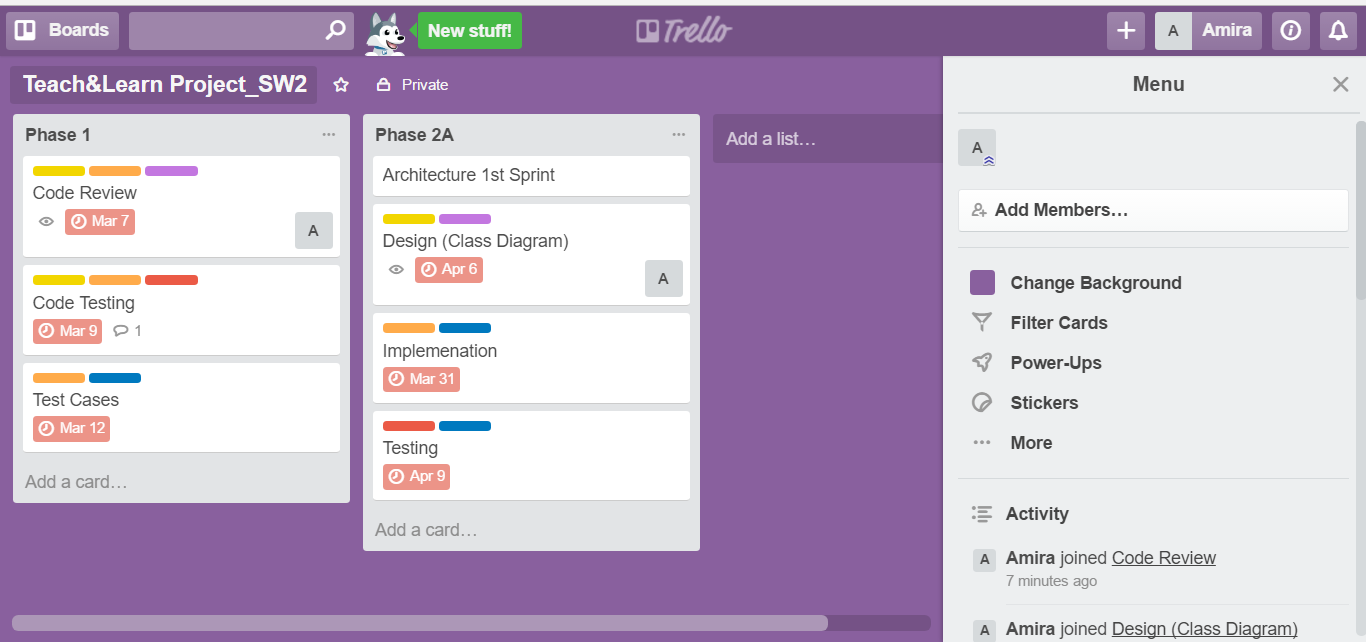 Boards
New stuff!
Trello
A Amira
Teach&Learn Project_SW2
Private
Phase 1
Code Review
Mar 7
A
Code Testing
Mar 9 1
Test Cases
Mar 12
Add a card…
Phase 2A
Architecture 1st Sprint
Design (Class Diagram)
Apr 6
A
Implemenation
Mar 31
Testing
Apr 9
Add a card…
Add a list…
Menu
A
Add Members…
Change Background
Filter Cards
Power-Ups
Stickers
More
Activity
A Amira joined Code Review
7 minutes ago
A Amira joined Design (Class Diagram)